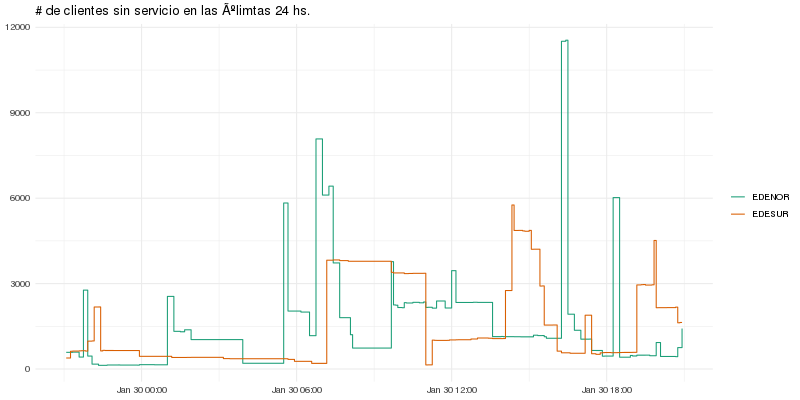 # de clientes sin servicio en las Ãºlimtas 24 hs.
12000
9000
6000
3000
0
Jan 30 00:00
Jan 30 06:00
Jan 30 12:00
Jan 30 18:00
EDENOR
EDESUR